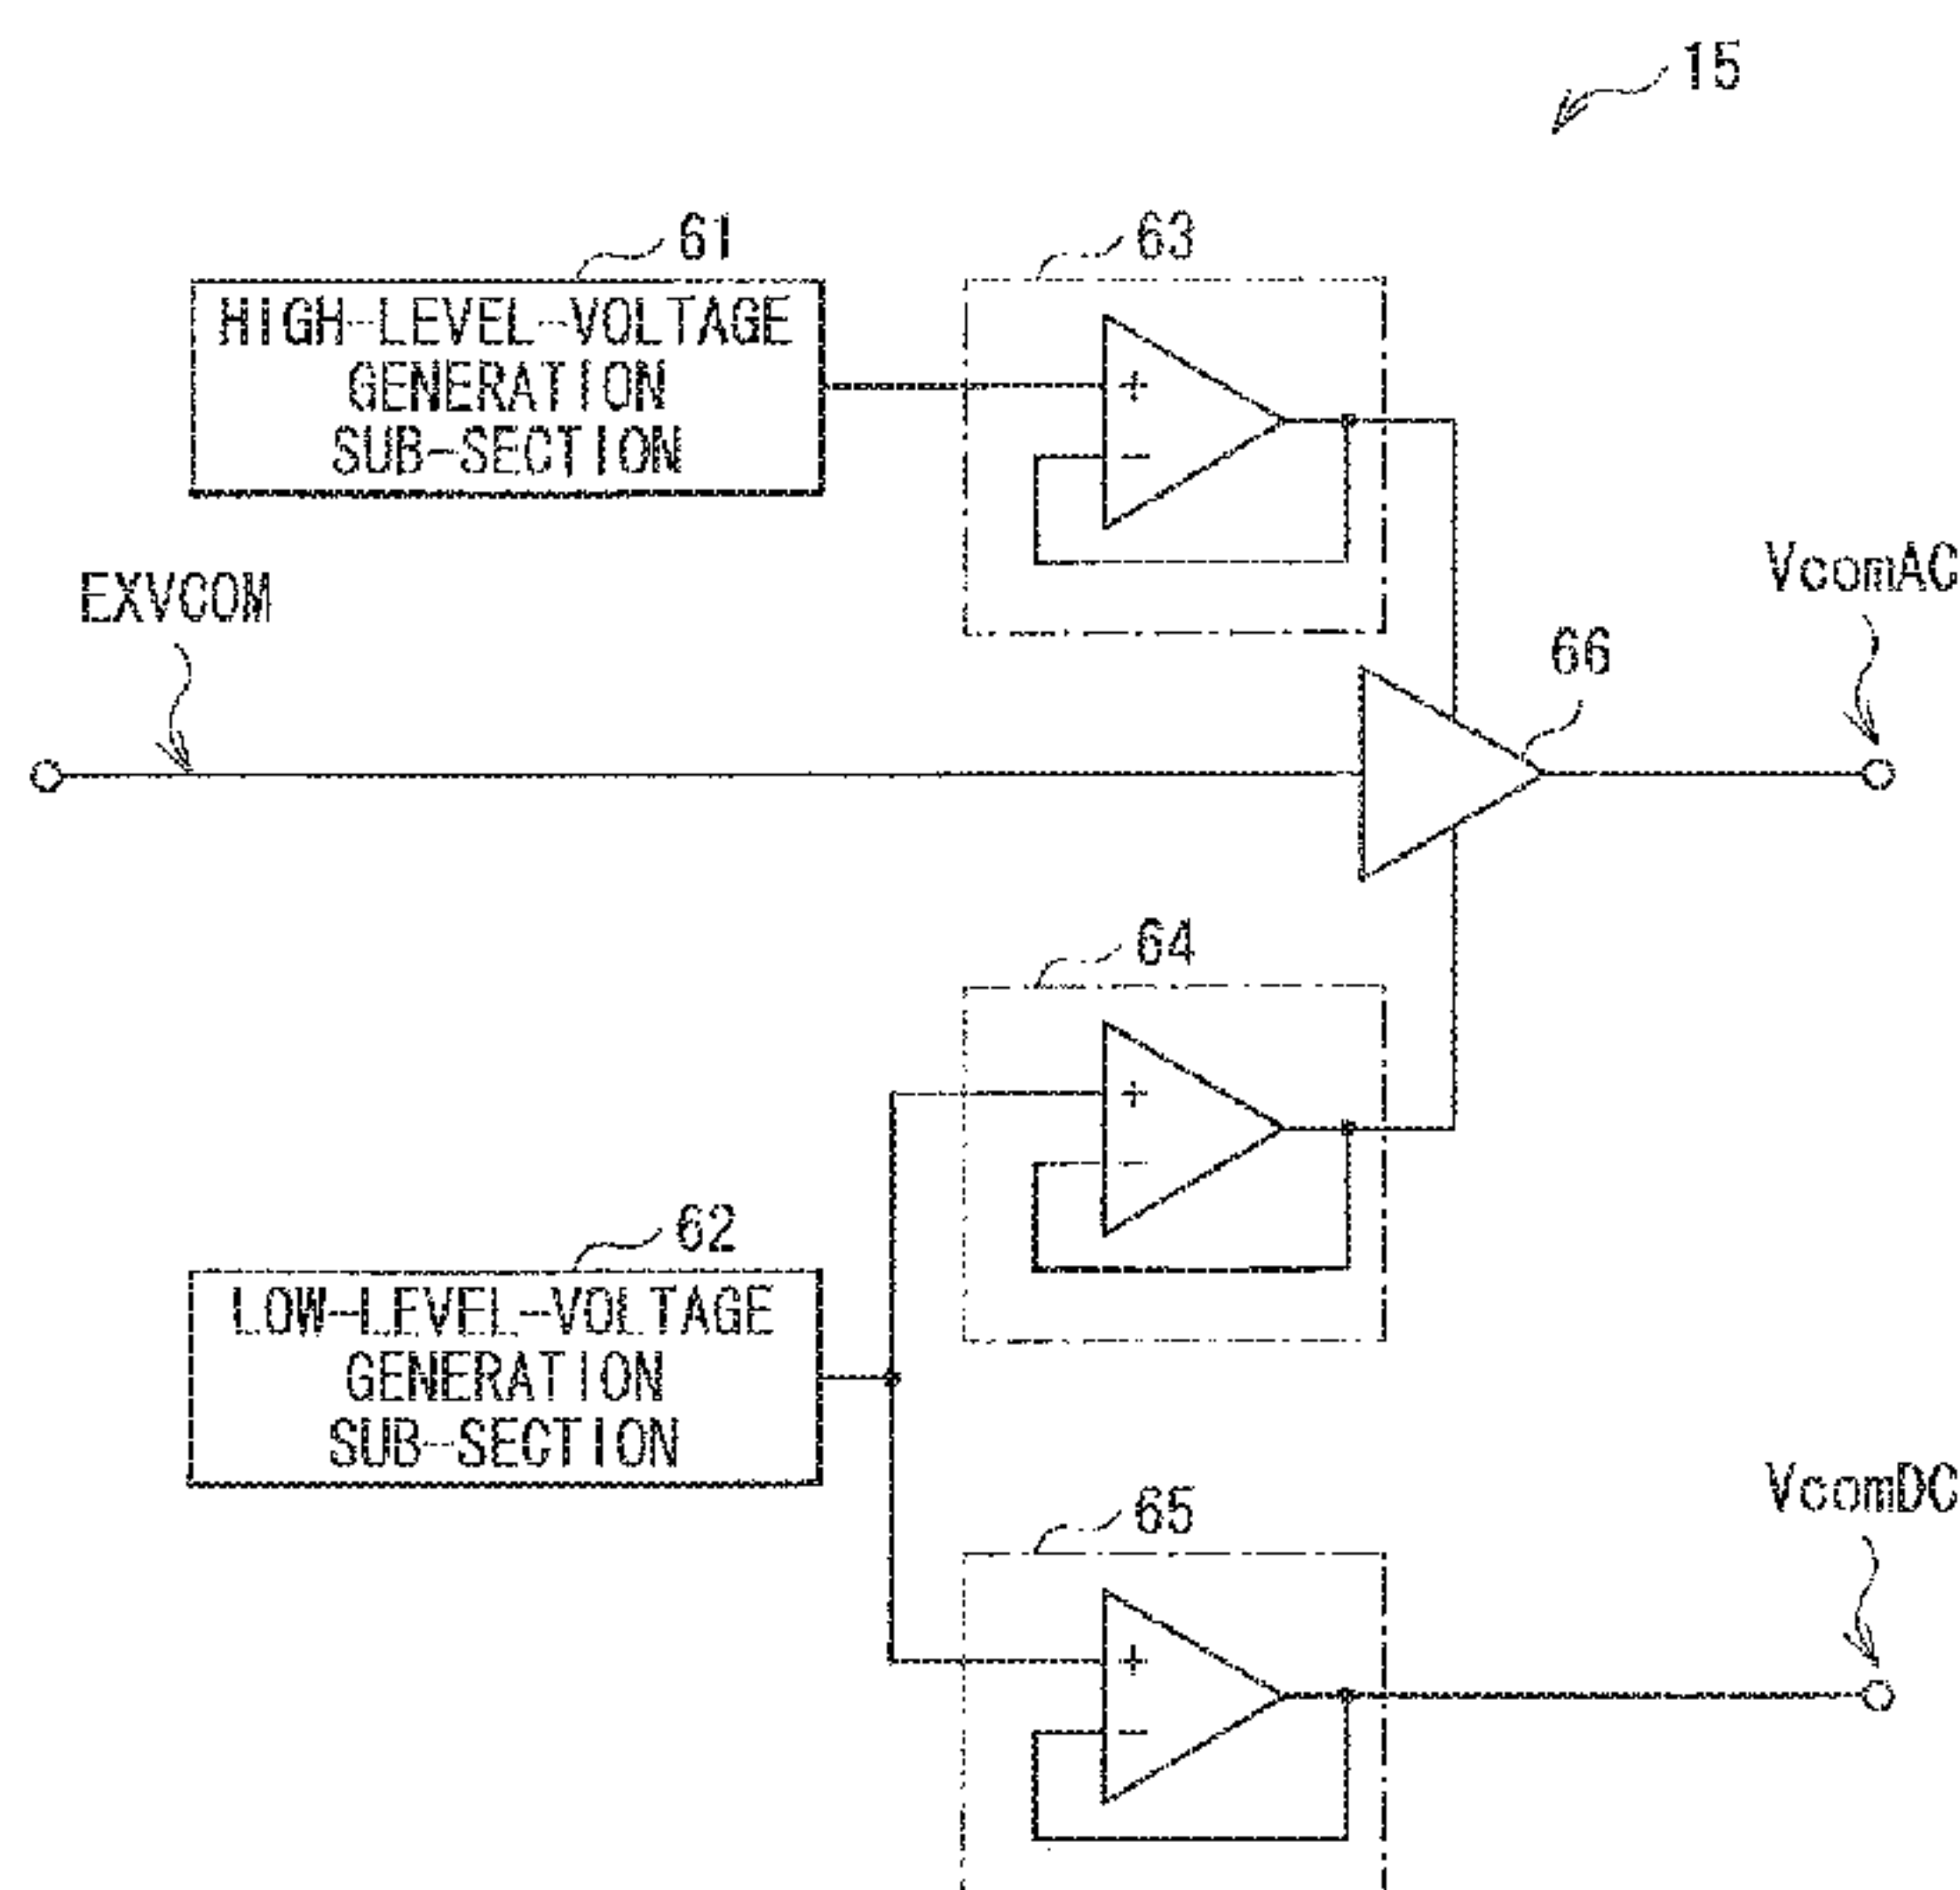 15
61
HIGH-LEVEL-VOLTAGE
GENERATION
SUB-SECTION
63
+
−
EXVCOM
VcomAC
66
64
+
−
62
LOW-LEVEL-VOLTAGE
GENERATION
SUB-SECTION
65
+
−
VcomDC